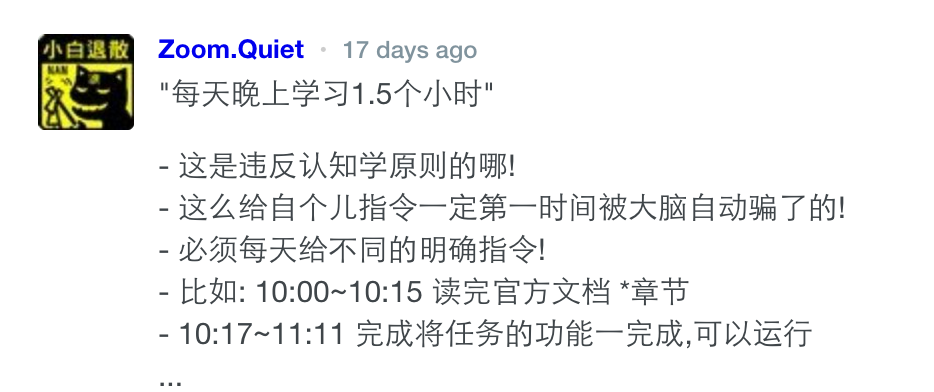 小白退散
NAN
Zoom.Quiet • 17 days ago
"每天晚上学习1.5个小时"
- 这是违反认知学原则的哪!
- 这么给自个儿指令一定第一时间被大脑自动骗了的!
- 必须每天给不同的明确指令!
- 比如: 10:00~10:15 读完官方文档 *章节
- 10:17~11:11 完成将任务的功能一完成,可以运行
...